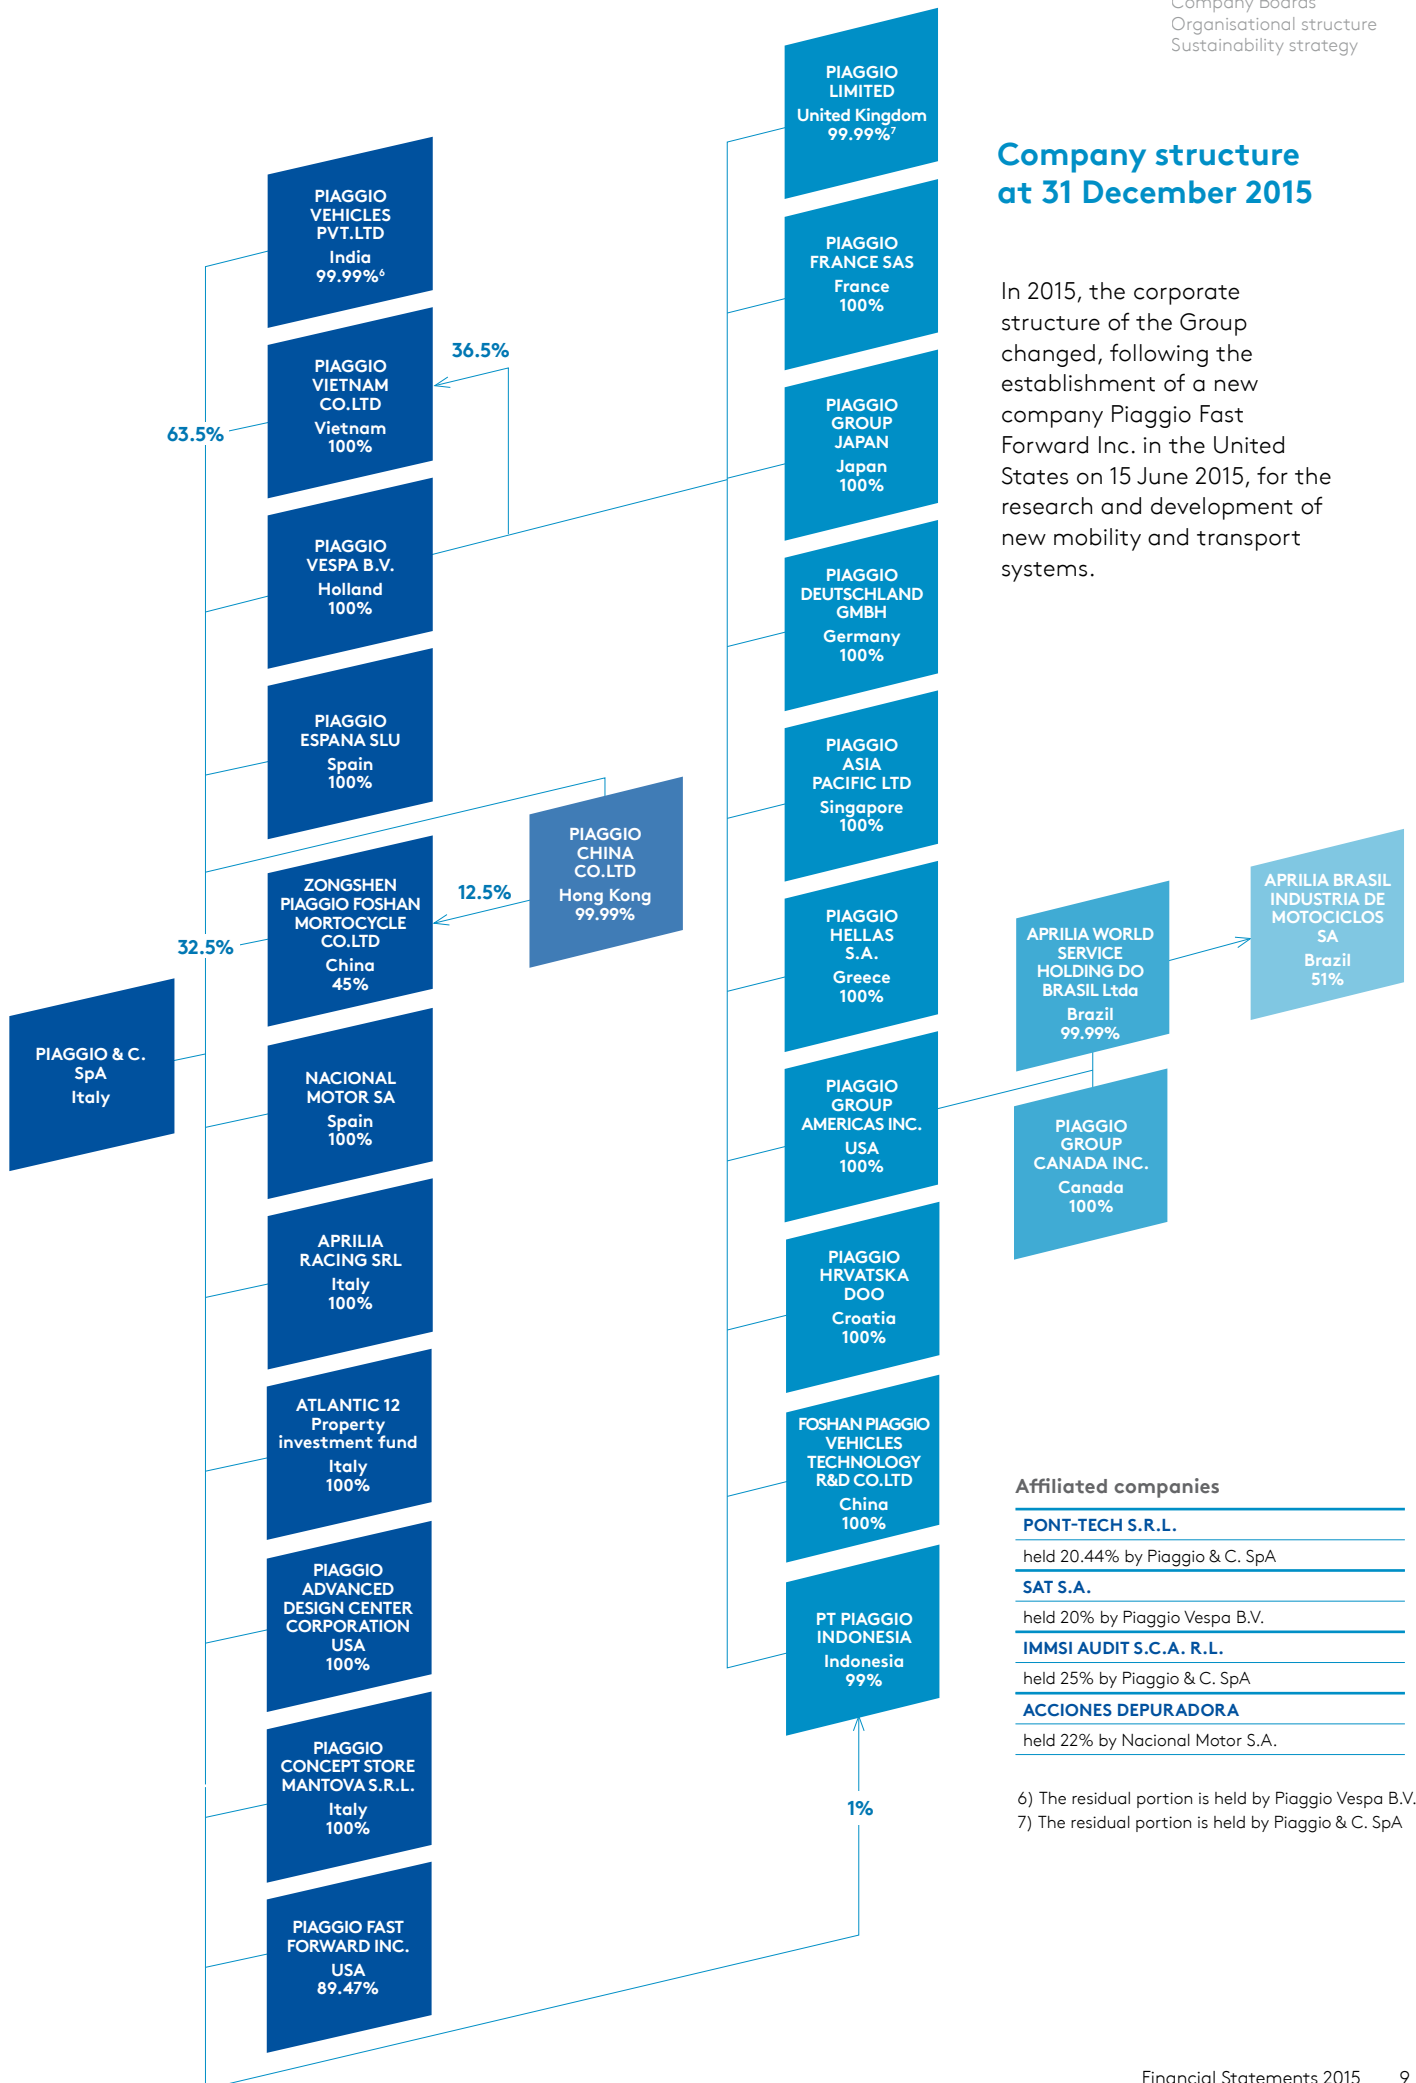 Company Boards
Organisational structure
Sustainability strategy
Company structure
at 31 December 2015
In 2015, the corporate
structure of the Group
changed, following the
establishment of a new
company Piaggio Fast
Forward Inc. in the United
States on 15 June 2015, for the
research and development of
new mobility and transport
systems.
PIAGGIO & C.
SpA
Italy
PIAGGIO
VEHICLES
PVT.LTD
India
99.99%6
63.5%
PIAGGIO
VIETNAM
CO.LTD
Vietnam
100%
36.5%
PIAGGIO
VESPA B.V.
Holland
100%
PIAGGIO
ESPANA SLU
Spain
100%
32.5%
ZONGSHEN
PIAGGIO FOSHAN
MORTOCYCLE
CO.LTD
China
45%
12.5%
PIAGGIO
CHINA
CO.LTD
Hong Kong
99.99%
NACIONAL
MOTOR SA
Spain
100%
APRILIA
RACING SRL
Italy
100%
ATLANTIC 12
Property
investment fund
Italy
100%
PIAGGIO
ADVANCED
DESIGN CENTER
CORPORATION
USA
100%
PIAGGIO
CONCEPT STORE
MANTOVA S.R.L.
Italy
100%
PIAGGIO FAST
FORWARD INC.
USA
89.47%
PIAGGIO
LIMITED
United Kingdom
99.99%7
PIAGGIO
FRANCE SAS
France
100%
PIAGGIO
GROUP
JAPAN
Japan
100%
PIAGGIO
DEUTSCHLAND
GMBH
Germany
100%
PIAGGIO
ASIA
PACIFIC LTD
Singapore
100%
PIAGGIO
HELLAS
S.A.
Greece
100%
PIAGGIO
GROUP
AMERICAS INC.
USA
100%
PIAGGIO
HRVATSKA
DOO
Croatia
100%
FOSHAN PIAGGIO
VEHICLES
TECHNOLOGY
R&D CO.LTD
China
100%
PT PIAGGIO
INDONESIA
Indonesia
99%
1%
APRILIA WORLD
SERVICE
HOLDING DO
BRASIL Ltda
Brazil
99.99%
PIAGGIO
GROUP
CANADA INC.
Canada
100%
APRILIA BRASIL
INDUSTRIA DE
MOTOCICLOS
SA
Brazil
51%
Affiliated companies
PONT-TECH S.R.L.
held 20.44% by Piaggio & C. SpA
SAT S.A.
held 20% by Piaggio Vespa B.V.
IMMSI AUDIT S.C.A. R.L.
held 25% by Piaggio & C. SpA
ACCIONES DEPURADORA
held 22% by Nacional Motor S.A.
6) The residual portion is held by Piaggio Vespa B.V.
7) The residual portion is held by Piaggio & C. SpA
Financial Statements 2015 9